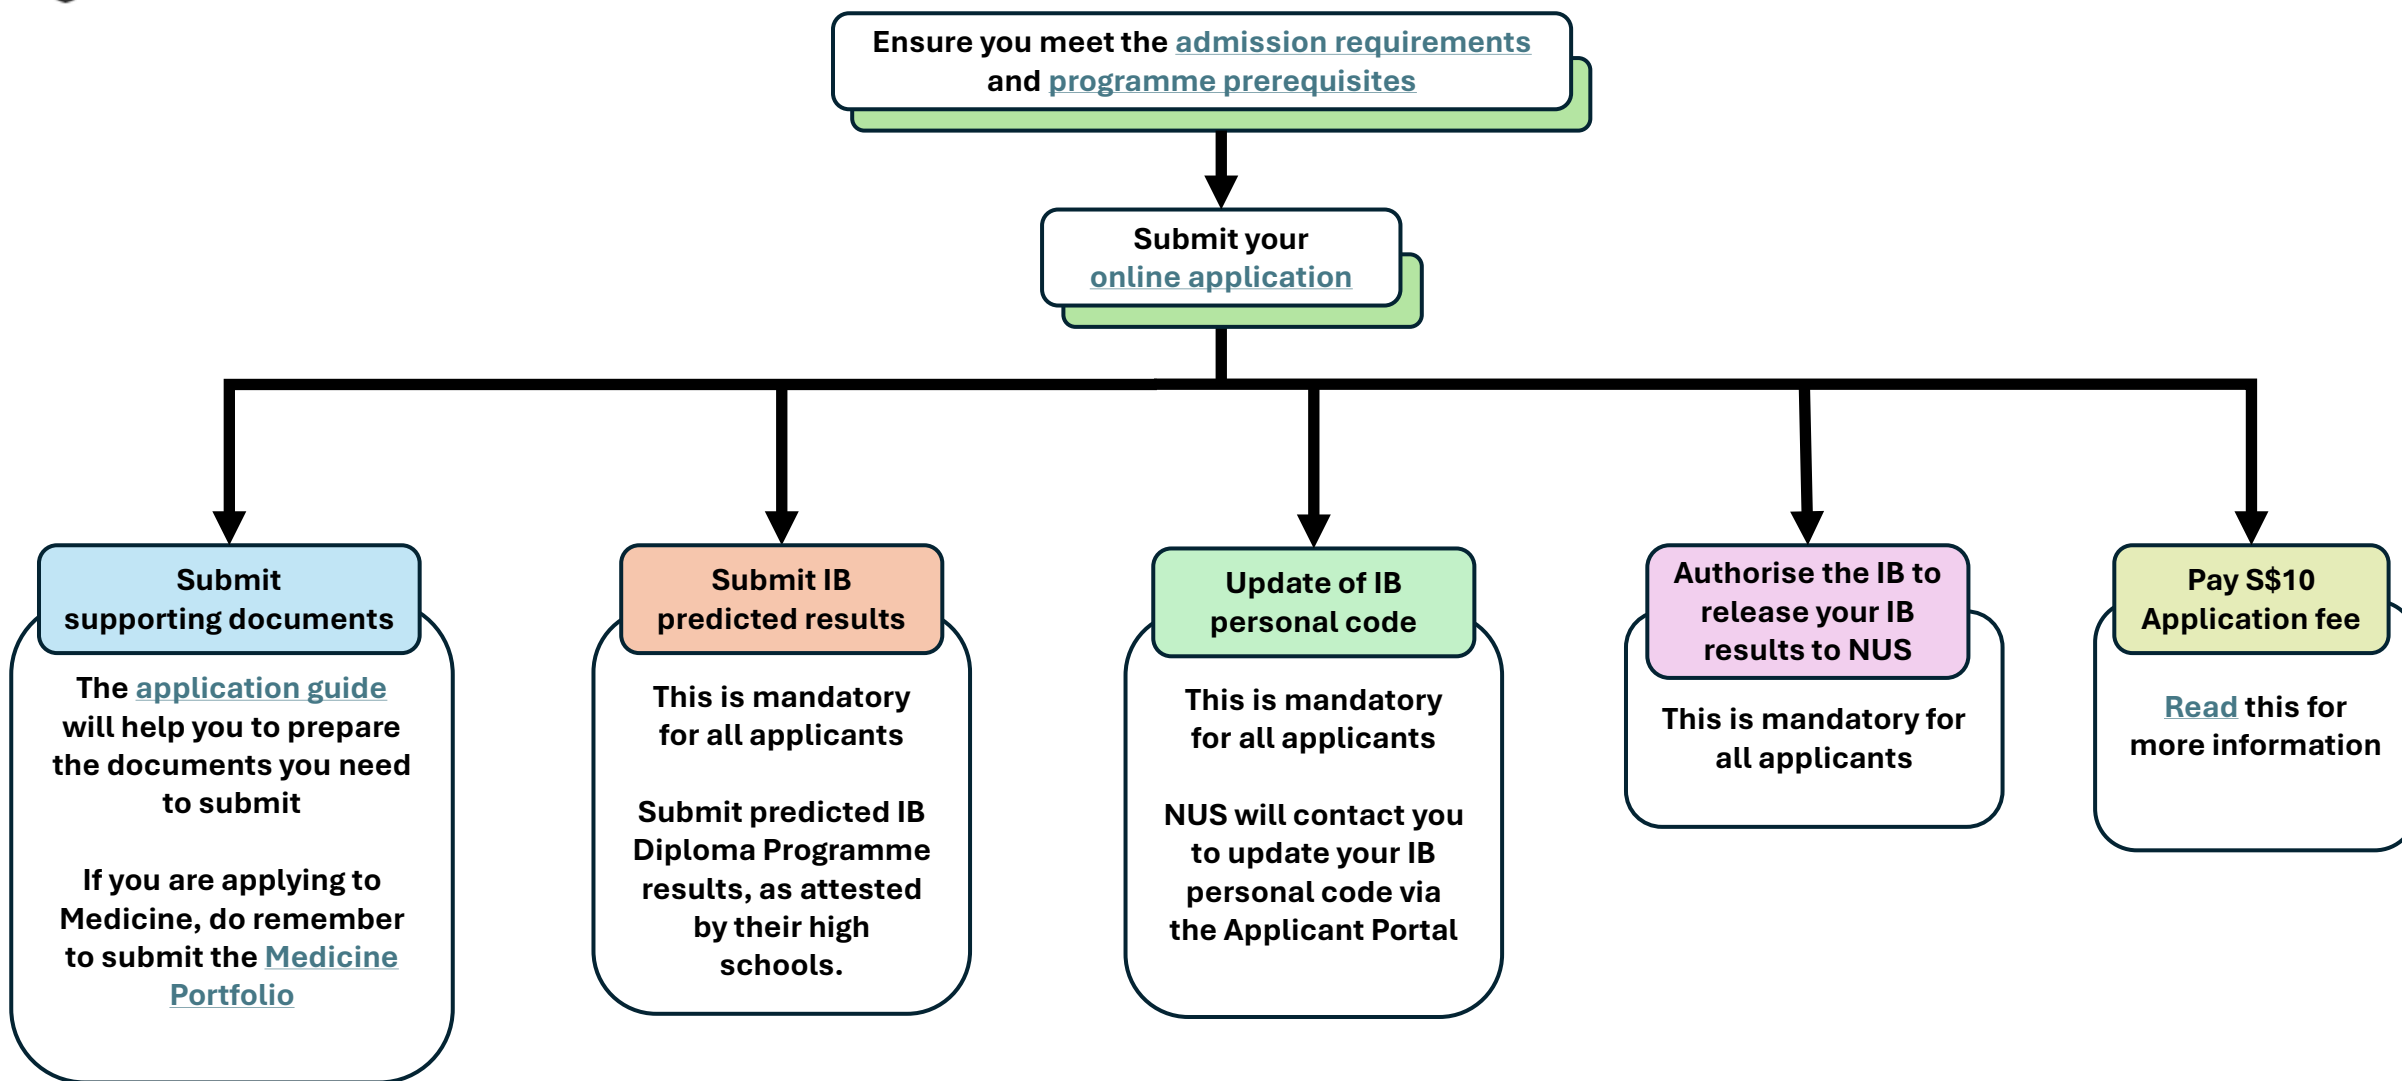 Ensure you meet the admission requirements
and programme prerequisites
Submit your
online application
Submit
supporting documents
The application guide
will help you to prepare
the documents you need
to submit
If you are applying to
Medicine, do remember
to submit the Medicine
Portfolio
Submit IB
predicted results
This is mandatory
for all applicants
Submit predicted IB
Diploma Programme
results, as attested
by their high
schools.
Update of IB
personal code
This is mandatory
for all applicants
NUS will contact you
to update your IB
personal code via
the Applicant Portal
Authorise the IB to
release your IB
results to NUS
This is mandatory for
all applicants
Pay S$10
Application fee
Read this for
more information